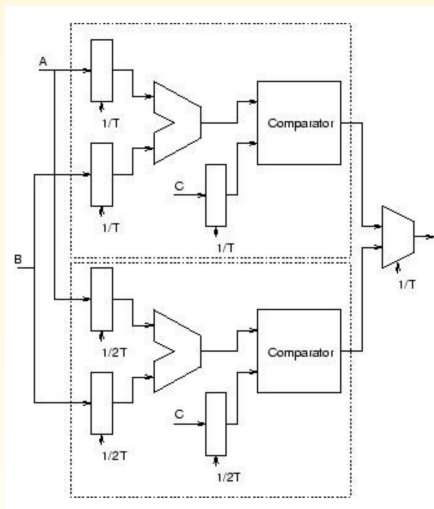 A
1/T
Comparator
C
1/T
1/T
B
1/T
1/2T
Comparator
C
1/2T
1/2T